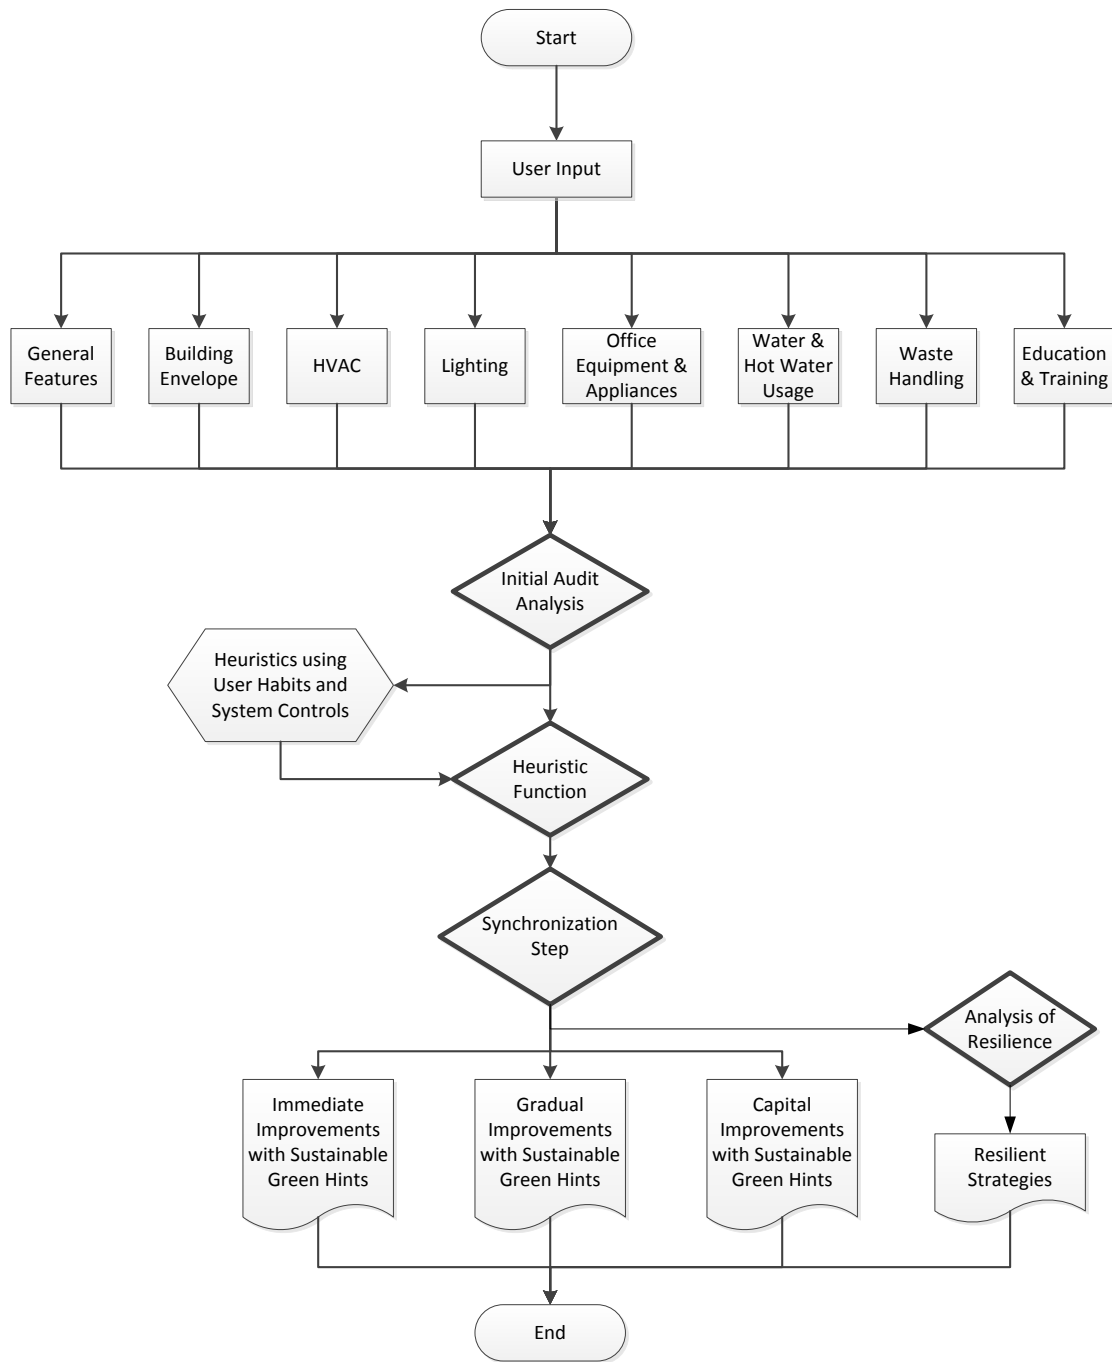 Start
User Input
General
Features
Building
Envelope
HVAC
Lighting
Office
Equipment &
Appliances
Water &
Hot Water
Usage
Waste
Handling
Education
& Training
Initial Audit
Analysis
Heuristics using
User Habits and
System Controls
Heuristic
Function
Synchronization
Step
Analysis of
Resilience
Immediate
Improvements
with Sustainable
Green Hints
Gradual
Improvements
with Sustainable
Green Hints
Capital
Improvements
with Sustainable
Green Hints
Resilient
Strategies
End